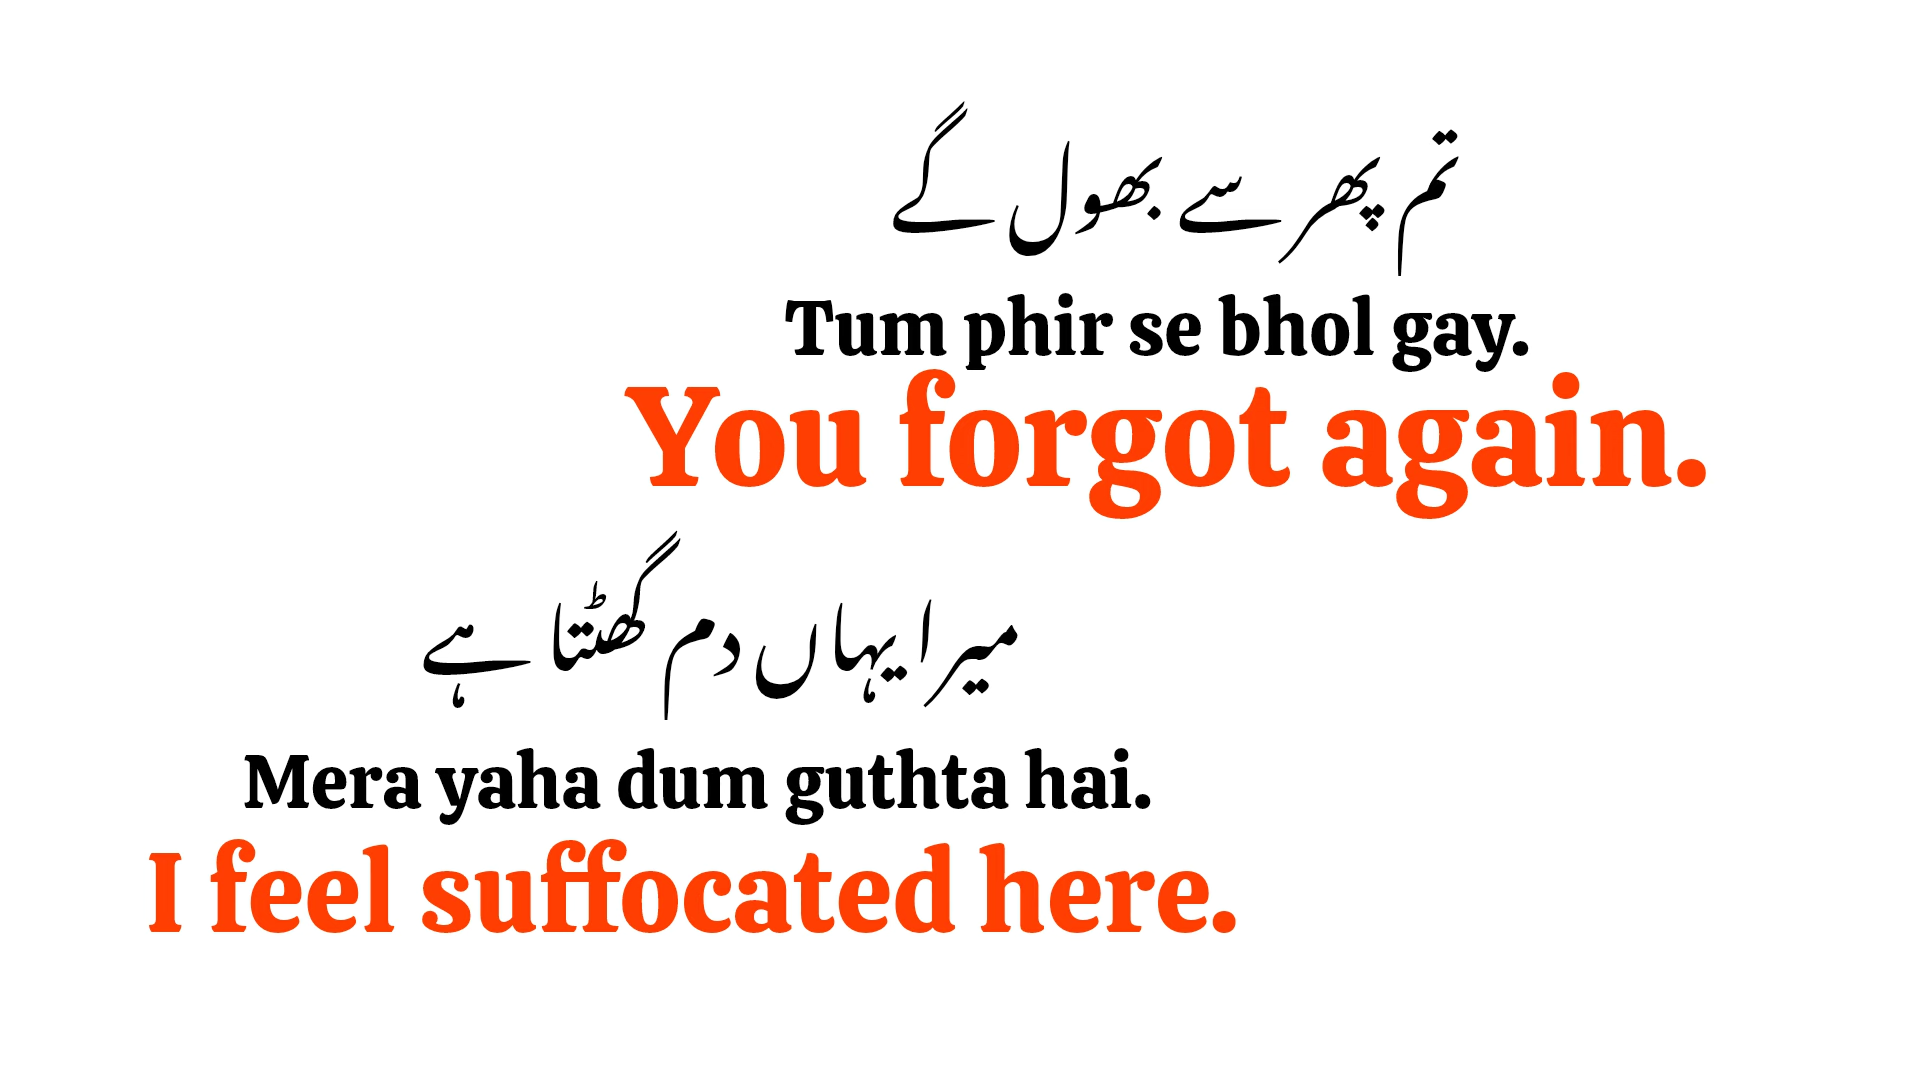 تم پھر سے بھول گے
Tum phir se bhol gay.
You forgot again.
میرا یہاں دم گھٹتا ہے
Mera yaha dum guthta hai.
I feel suffocated here.